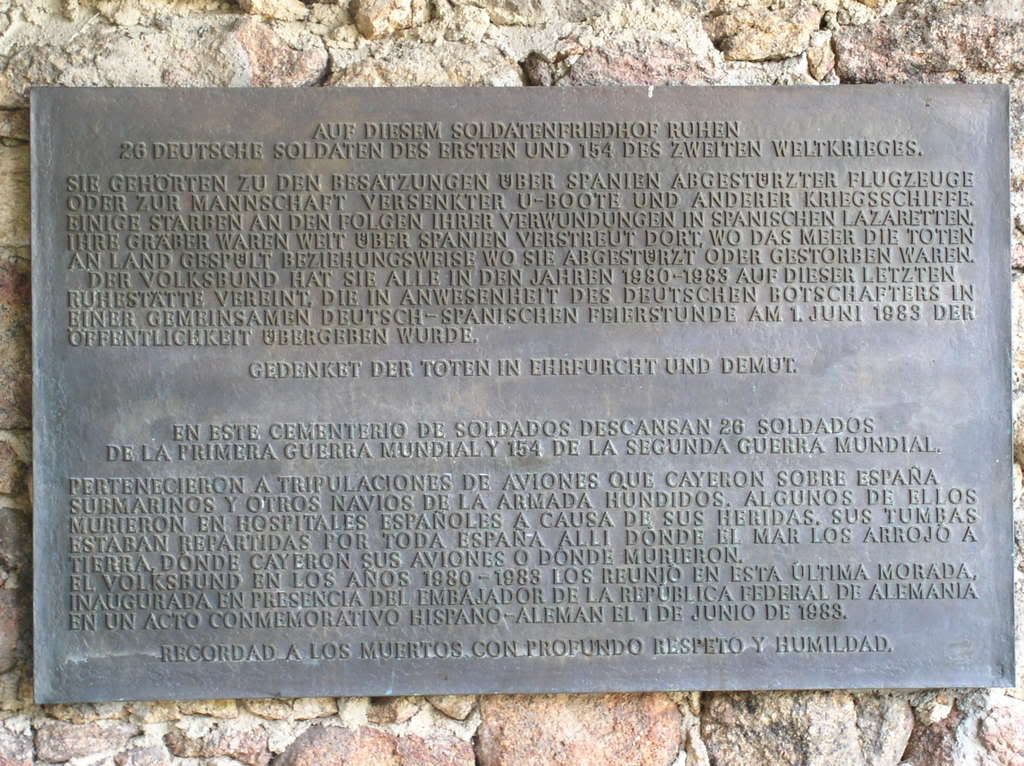 AUF DIESEM SOLDATENFRIEDHOF RUHEN
26 DEUTSCHE SOLDATEN DES ERSTEN UND 154 DES ZWEITEN WELTKRIEGES.
SIE GEHÖRTEN ZU DEN BESATZUNGEN ÜBER SPANIEN ABGESTÜRZTER FLUGZEUGE
ODER ZUR MANNSCHAFT VERSENKTER U-BOOTE UND ANDERER KRIEGSSCHIFFE.
EINIGE STARBEN AN DEN FOLGEN IHRER VERWUNDUNGEN IN SPANISCHEN LAZARETTEN.
IHRE GRÄBER WAREN WEIT ÜBER SPANIEN VERSTREUT DORT, WO DAS MEER DIE TOTEN
AN LAND GESPÜLT BEZIEHUNGSWEISE WO SIE ABGESTÜRZT ODER GESTORBEN WAREN.
DER VOLKSBUND HAT SIE ALLE IN DEN JAHREN 1980-1983 AUF DIESER LETZTEN
RUHESTÄTTE VEREINT, DIE IN ANWESENHEIT DES DEUTSCHEN BOTSCHAFTERS IN
EINER GEMEINSAMEN DEUTSCH-SPANISCHEN FEIERSTUNDE AM 1. JUNI 1983 DER
ÖFFENTLICHKEIT ÜBERGEBEN WURDE.
GEDENKET DER TOTEN IN EHRFURCHT UND DEMUT.
EN ESTE CEMENTERIO DE SOLDADOS DESCANSAN 26 SOLDADOS
DE LA PRIMERA GUERRA MUNDIAL Y 154 DE LA SEGUNDA GUERRA MUNDIAL.
PERTENECIERON A TRIPULACIONES DE AVIONES QUE CAYERON SOBRE ESPAÑA
SUBMARINOS Y OTROS NAVIOS DE LA ARMADA HUNDIDOS. ALGUNOS DE ELLOS
MURIERON EN HOSPITALES ESPAÑOLES A CAUSA DE SUS HERIDAS. SUS TUMBAS
ESTABAN REPARTIDAS POR TODA ESPAÑA ALLI DONDE EL MAR LOS ARROJÓ A
TIERRA, DONDE CAYERON SUS AVIONES O DONDE MURIERON.
EL VOLKSBUND EN LOS AÑOS 1980-1983 LOS REUNIÓ EN ESTA ÚLTIMA MORADA,
INAUGURADA EN PRESENCIA DEL EMBAJADOR DE LA REPÚBLICA FEDERAL DE ALEMANIA
EN UN ACTO CONMEMORATIVO HISPANO-ALEMAN EL 1 DE JUNIO DE 1983.
RECORDAD A LOS MUERTOS CON PROFUNDO RESPETO Y HUMILDAD.